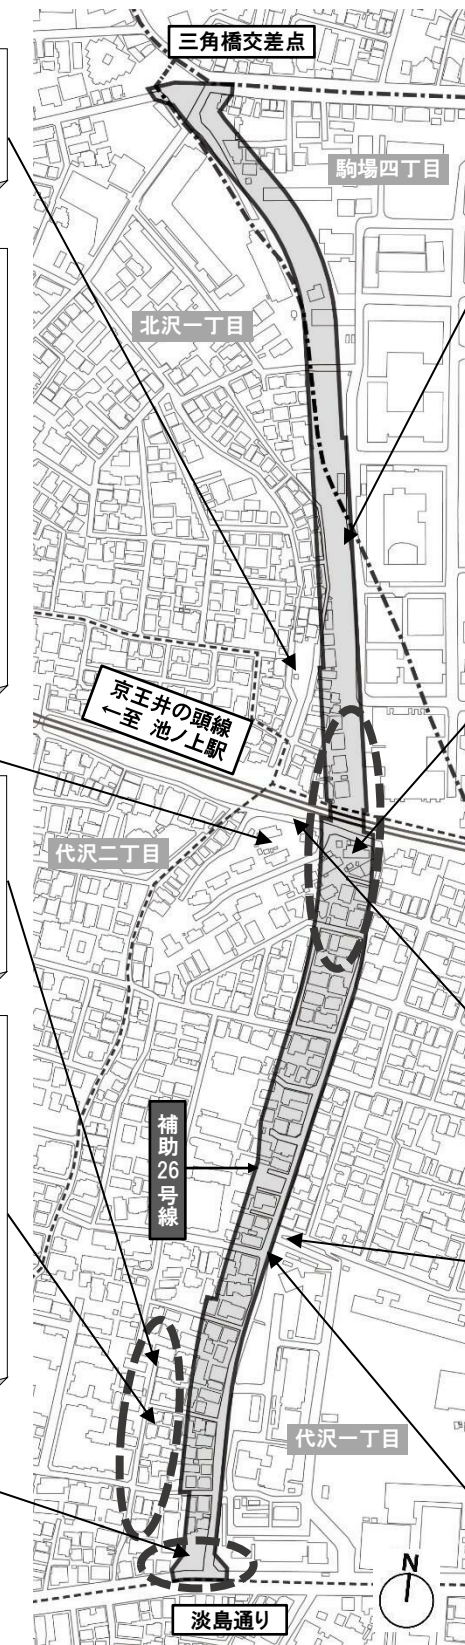 三角橋交差点
駒場四丁目
北沢一丁目
京王井の頭線
←至 池ノ上駅
代沢二丁目
補助26号線
代沢一丁目
N
淡島通り